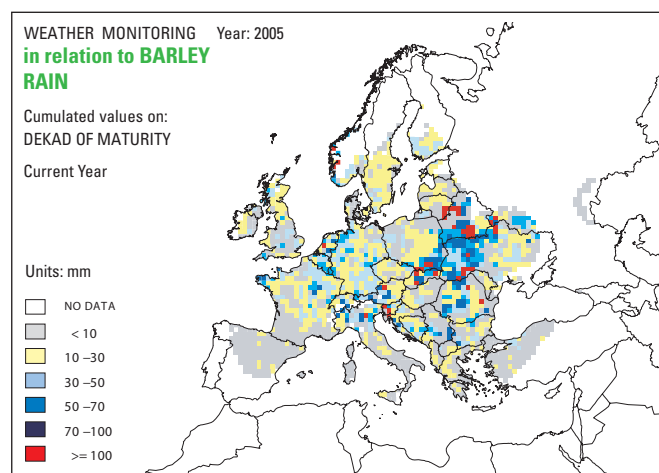 WEATHER MONITORING Year: 2005
in relation to BARLEY
RAIN
Cumulated values on:
DEKAD OF MATURITY
Current Year
Units: mm
NO DATA
< 10
10 –30
30 –50
50 –70
70 –100
>= 100